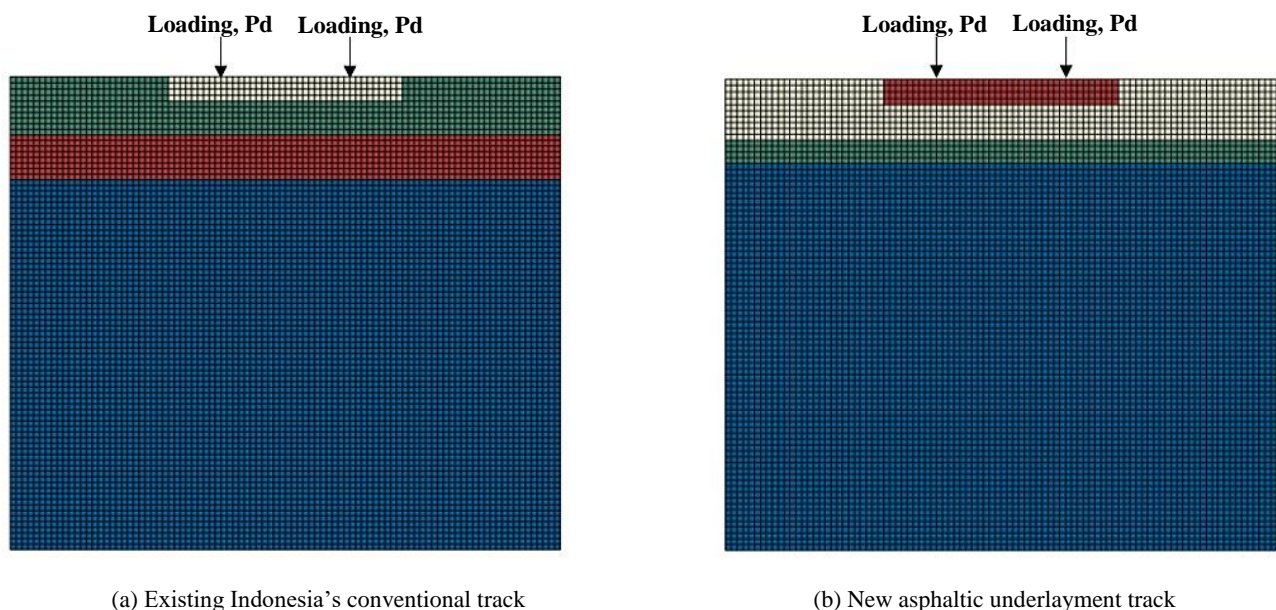 Loading, Pd Loading, Pd
Loading, Pd Loading, Pd
(a) Existing Indonesia's conventional track
(b) New asphaltic underlayment track